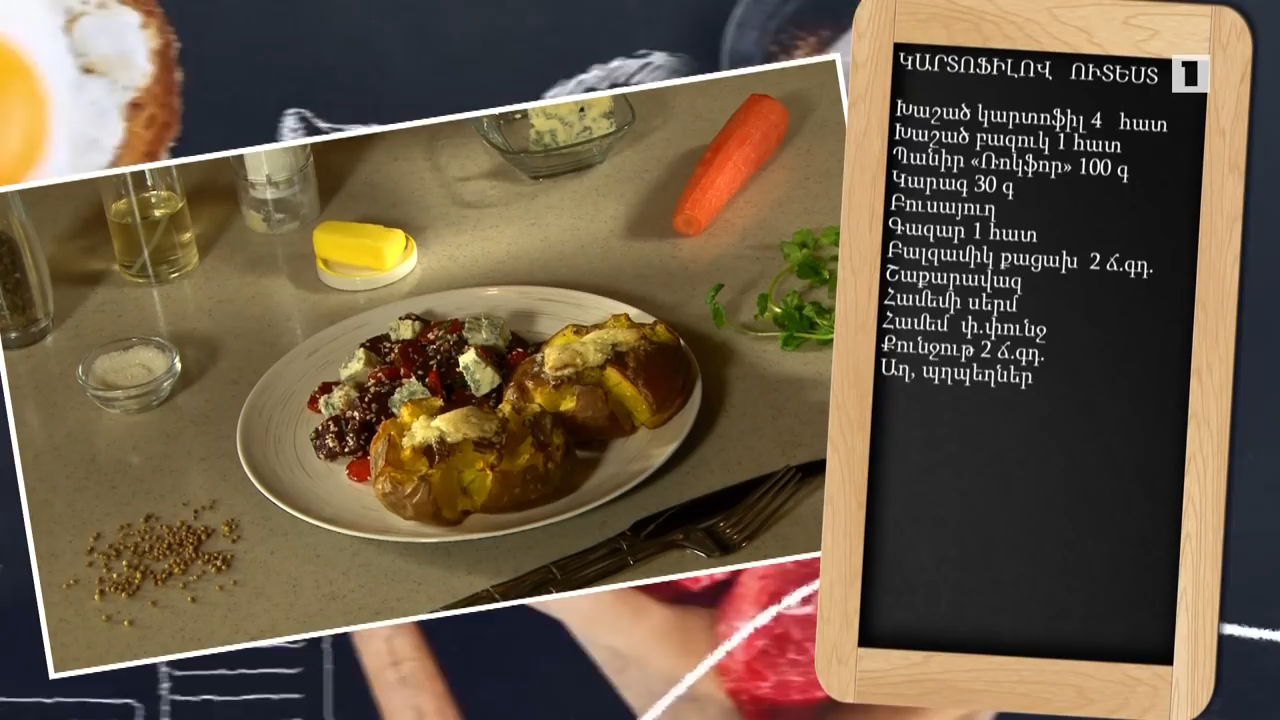 ԿԱՐՏՈՖԻԼՈՎ ՈՒՏԵՍՏ 1
Խաշած կարտոֆիլ 4 հատ
Խաշած բազուկ 1 հատ
Պանիր «Ռոկֆոր» 100 գ
Կարագ 30 գ
Բուսայուղ
Գազար 1 հատ
Բալզամիկ քացախ 2 ճ.գդ.
Շաքարավազ
Համեմի սերմ
Համեմ փ.փունջ
Քունջութ 2 ճ.գդ.
Աղ, պղպեղներ